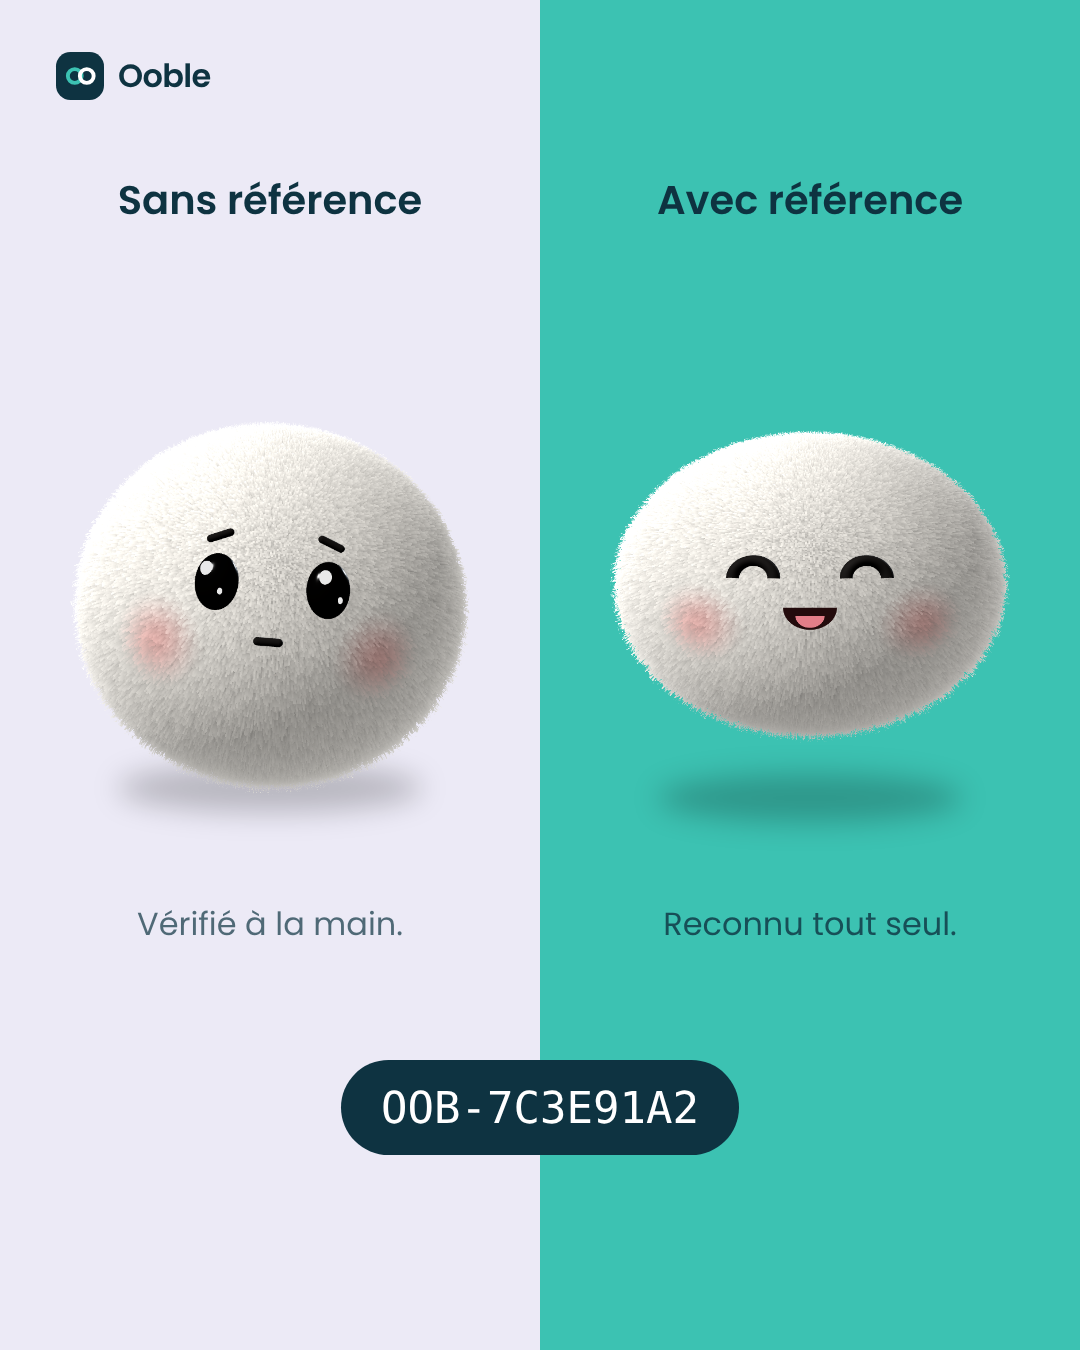 Ooble
Sans référence
Avec référence
Vérifié à la main.
Reconnu tout seul.
OOB-7C3E91A2